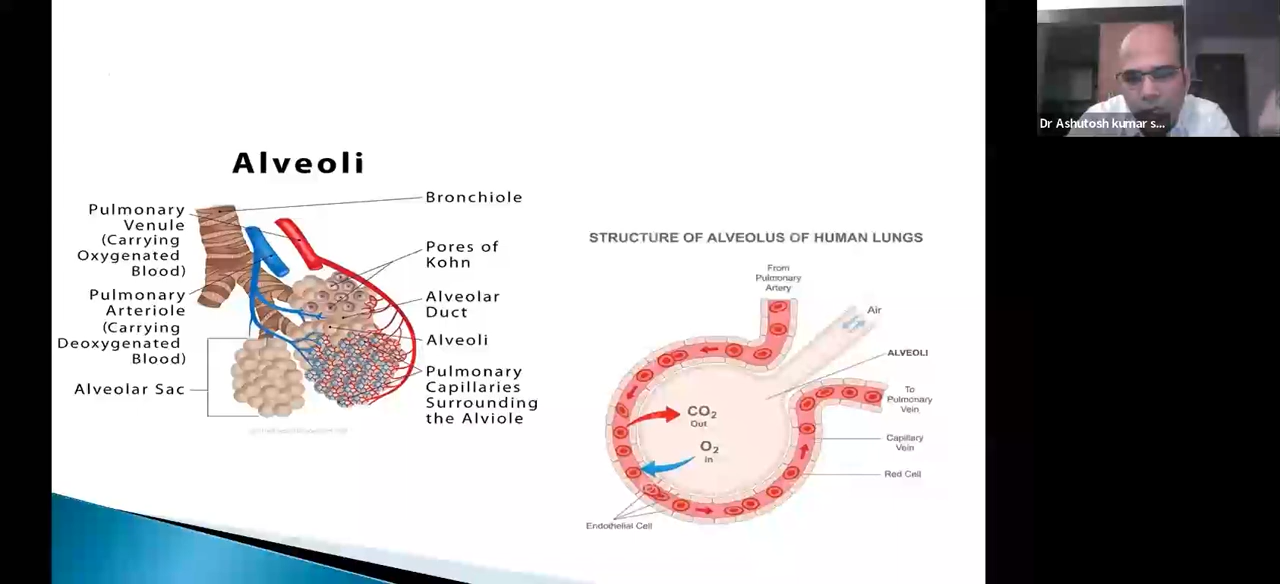 Alveoli
Pulmonary
Venule
(Carrying
Oxygenated
Blood)
Pulmonary
Arteriole
(Carrying
Deoxygenated
Blood)
Alveolar Sac
Bronchiole
Pores of
Kohn
Alveolar
Duct
Alveoli
Pulmonary
Capillaries
Surrounding
the Alviole
STRUCTURE OF ALVEOLUS OF HUMAN LUNGS
From
Pulmonary
Artery
Air
ALVEOLI
To
Pulmonary
Vein
CO₂
Out
O₂
In
Capillary
Vein
Red Cell
Endothelial Cell
Dr Ashutosh kumar s...